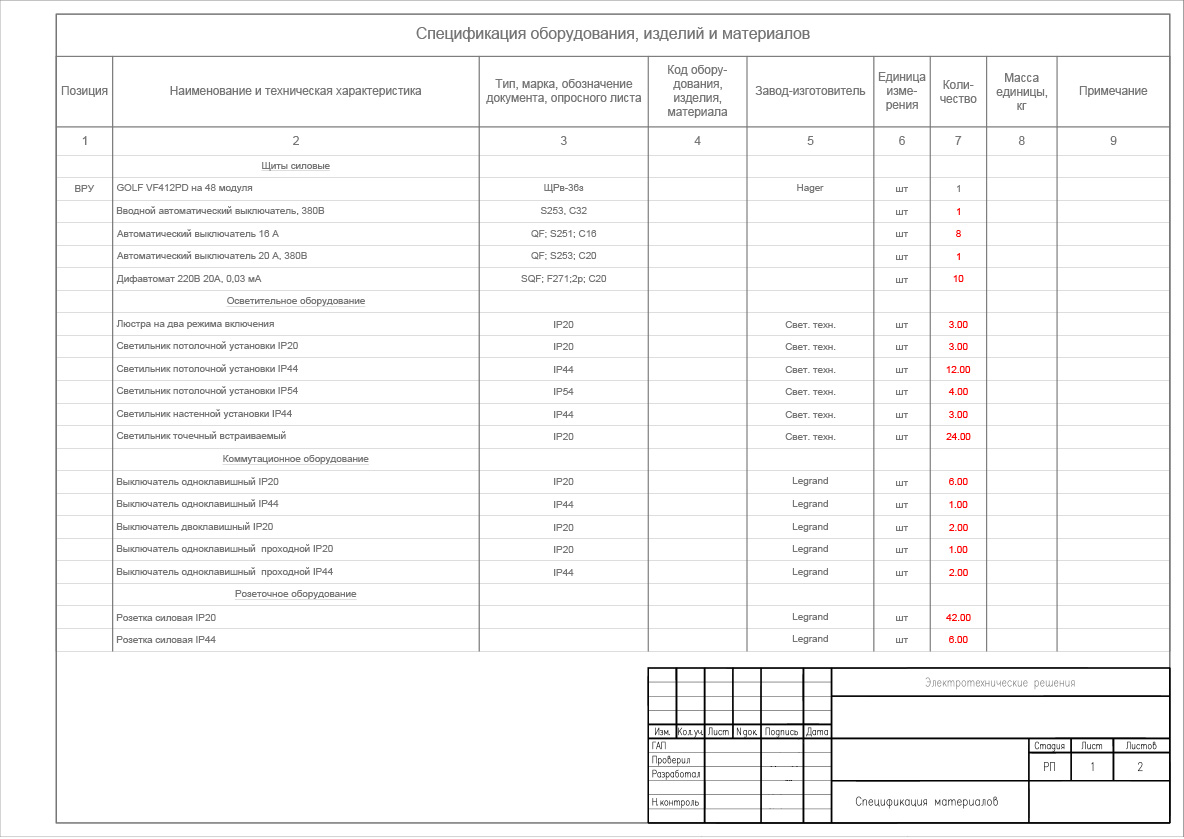 Спецификация оборудования, изделий и материалов
Позиция Наименование и техническая характеристика Тип, марка, обозначение документа, опросного листа Код обору-дования, изделия, материала Завод-изготовитель Единица изме-рения Коли-чество Масса единицы, кг Примечание
1 2 3 4 5 6 7 8 9
Щиты силовые
ВРУ GOLF VF412PD на 48 модуля ЩРв-36з Hager шт 1
Вводной автоматический выключатель, 380В S253, C32 шт 1
Автоматический выключатель 16 А QF; S251; C16 шт 8
Автоматический выключатель 20 А, 380В QF; S253; C20 шт 1
Дифавтомат 220В 20А, 0,03 мА SQF; F271;2p; C20 шт 10
Осветительное оборудование
Люстра на два режима включения IP20 Свет. техн. шт 3.00
Светильник потолочной установки IP20 IP20 Свет. техн. шт 3.00
Светильник потолочной установки IP44 IP44 Свет. техн. шт 12.00
Светильник потолочной установки IP54 IP54 Свет. техн. шт 4.00
Светильник настенной установки IP44 IP44 Свет. техн. шт 3.00
Светильник точечный встраиваемый IP20 Свет. техн. шт 24.00
Коммутационное оборудование
Выключатель одноклавишный IP20 IP20 Legrand шт 6.00
Выключатель одноклавишный IP44 IP44 Legrand шт 1.00
Выключатель двоклавишный IP20 IP20 Legrand шт 2.00
Выключатель одноклавишный проходной IP20 IP20 Legrand шт 1.00
Выключатель одноклавишный проходной IP44 IP44 Legrand шт 2.00
Розеточное оборудование
Розетка силовая IP20 Legrand шт 42.00
Розетка силовая IP44 Legrand шт 6.00
Электротехнические решения
Изм. Кол.уч. Лист N док. Подпись Дата
ГАП Стадия Лист Листов
Проверил РП 1 2
Разработал
Н.контроль Спецификация материалов